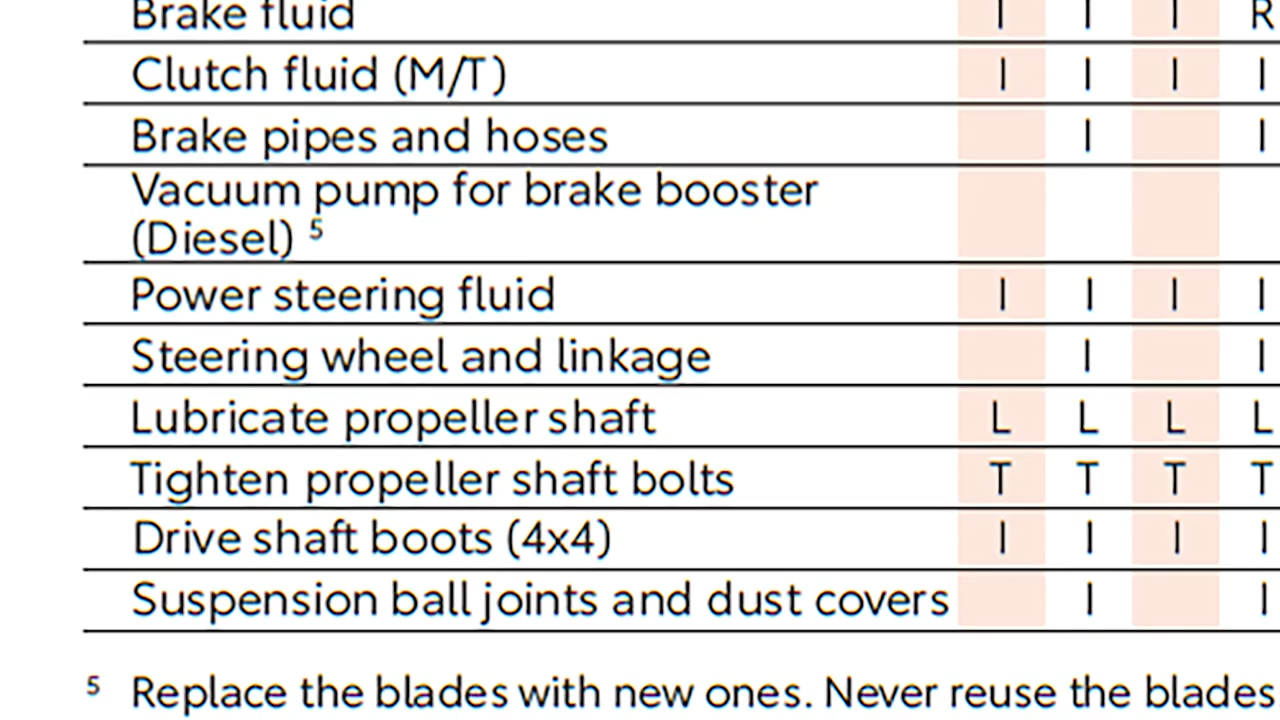 Brake fluid I I I R
Clutch fluid (M/T) I I I I
Brake pipes and hoses I I
Vacuum pump for brake booster
(Diesel) 5
Power steering fluid I I I I
Steering wheel and linkage I I
Lubricate propeller shaft L L L L
Tighten propeller shaft bolts T T T T
Drive shaft boots (4x4) I I I I
Suspension ball joints and dust covers I I
5 Replace the blades with new ones. Never reuse the blades